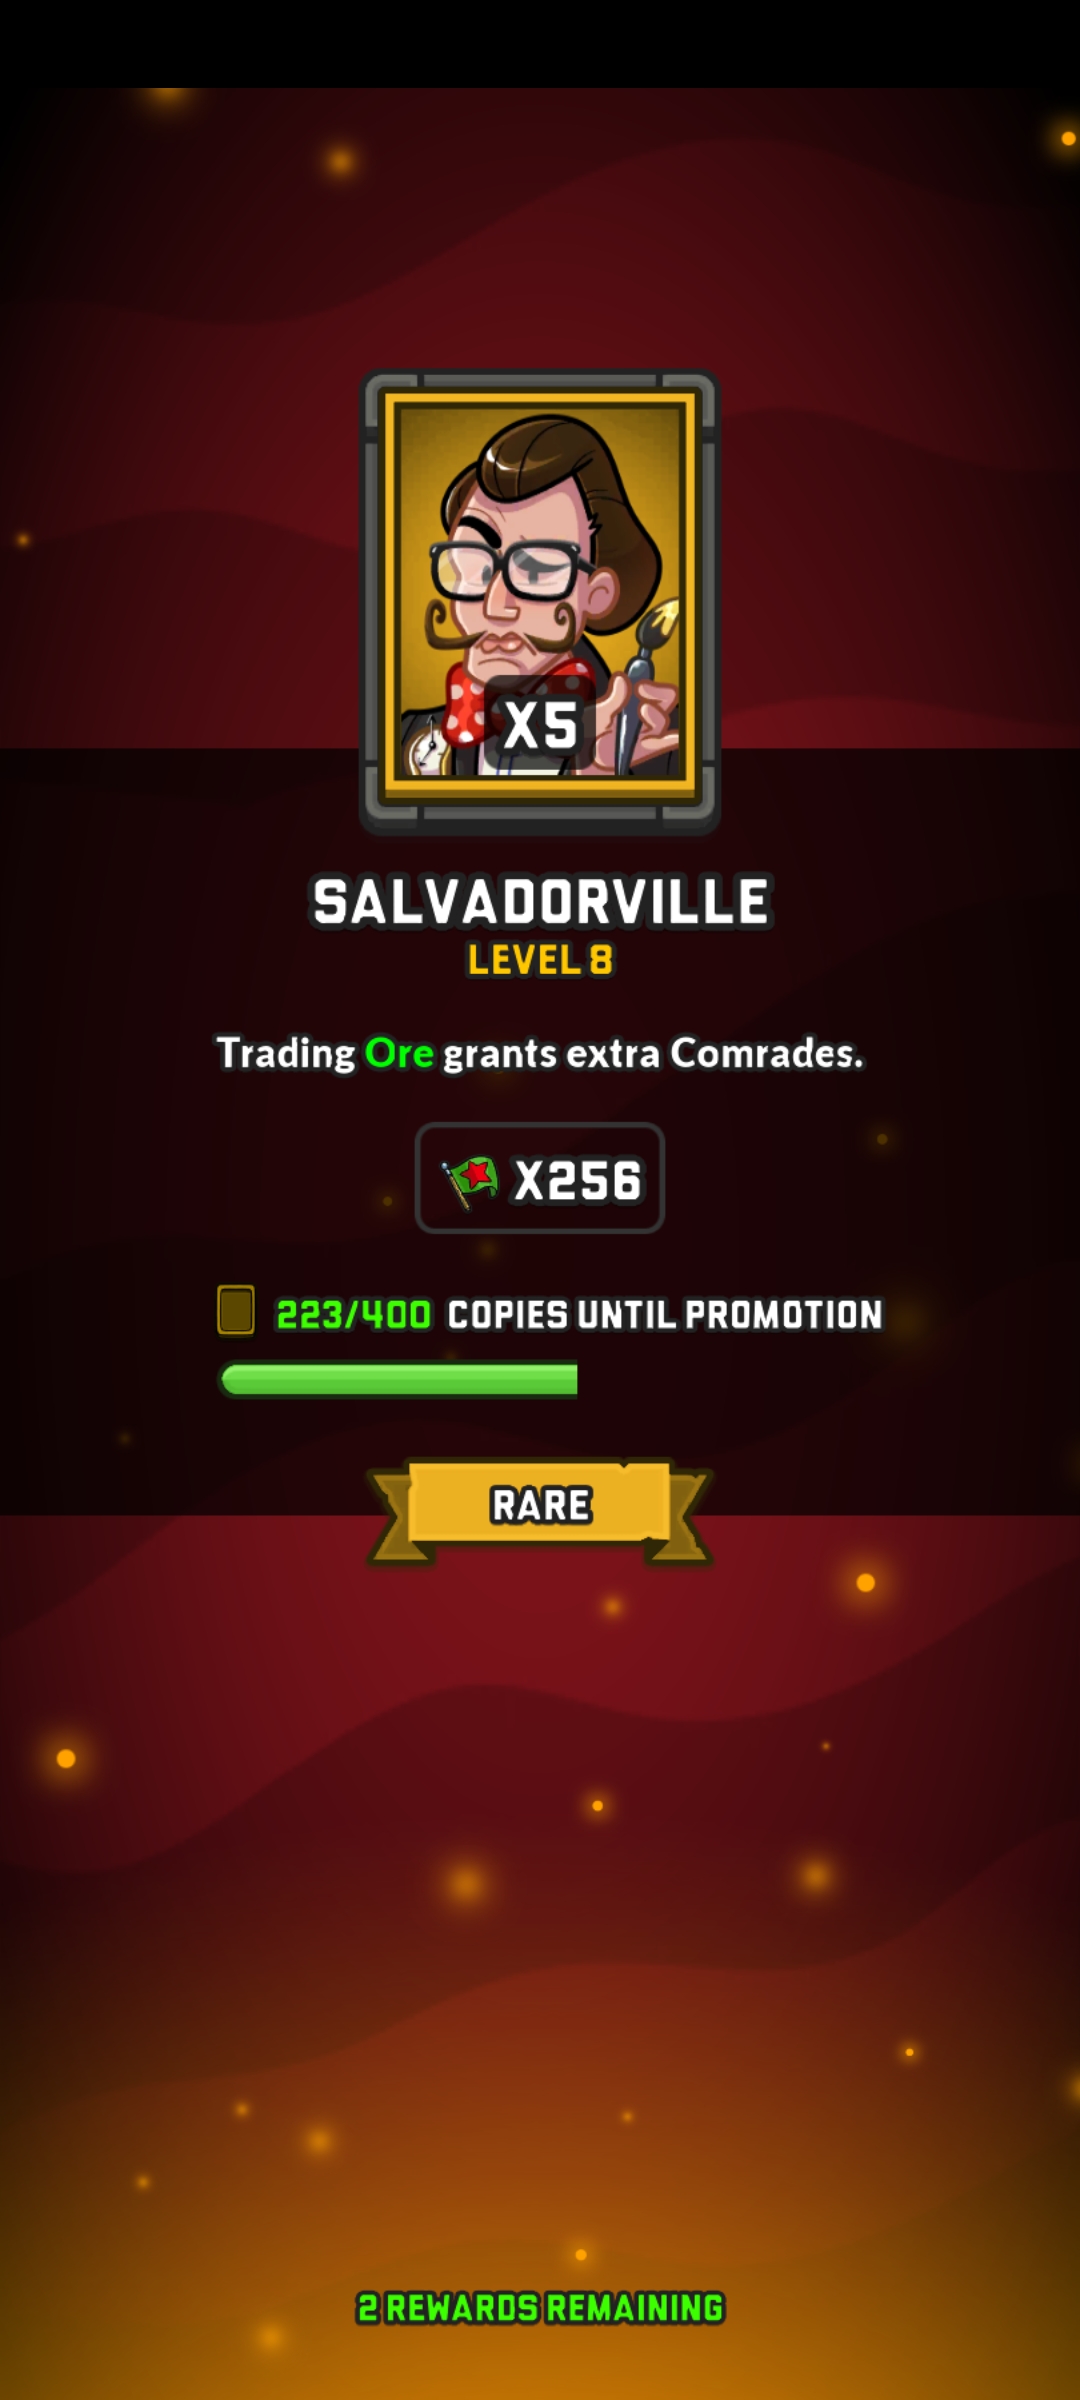 X5
SALVADORVILLE
LEVEL 8
Trading Ore grants extra Comrades.
X256
223/400 COPIES UNTIL PROMOTION
RARE
2 REWARDS REMAINING